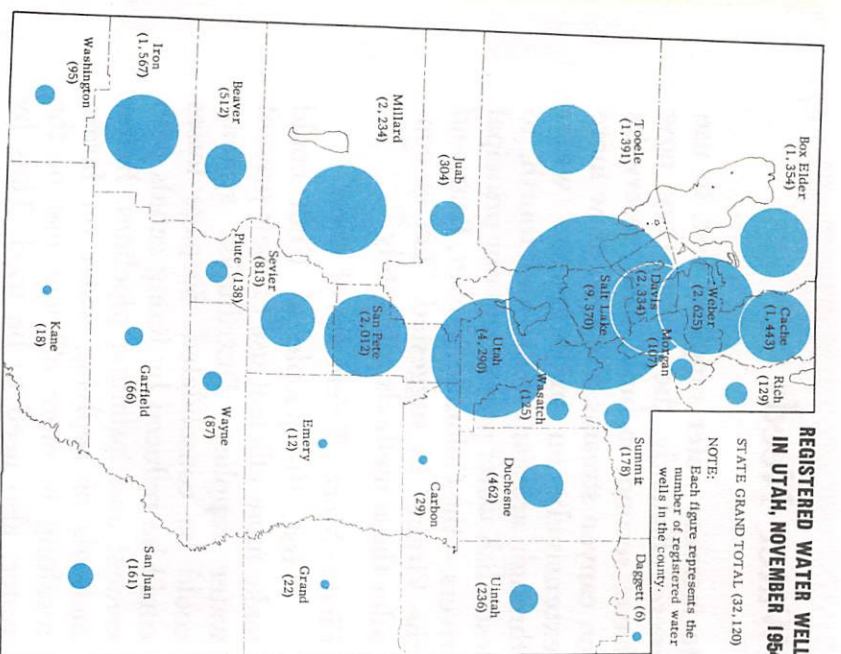 REGISTERED WATER WELL
IN UTAH, NOVEMBER 195
STATE GRAND TOTAL (32,120)
NOTE:
Each figure represents the
number of registered water
wells in the county.
Box Elder
(1,354)
Cache
(1,443)
Rich
(129)
Weber
(2,625)
Morgan
(107)
Davis
(2,334)
Tooele
(1,391)
Salt Lake
(9,370)
Summit
(178)
Daggett (6)
Wasatch
(125)
Utah
(4,290)
Duchesne
(462)
Uintah
(236)
Juab
(304)
Carbon
(29)
Millard
(2,234)
San Pete
(2,012)
Emery
(12)
Grand
(22)
Sevier
(813)
Beaver
(512)
Piute (138)
Wayne
(87)
Iron
(1,567)
Garfield
(66)
San Juan
(161)
Washington
(95)
Kane
(18)